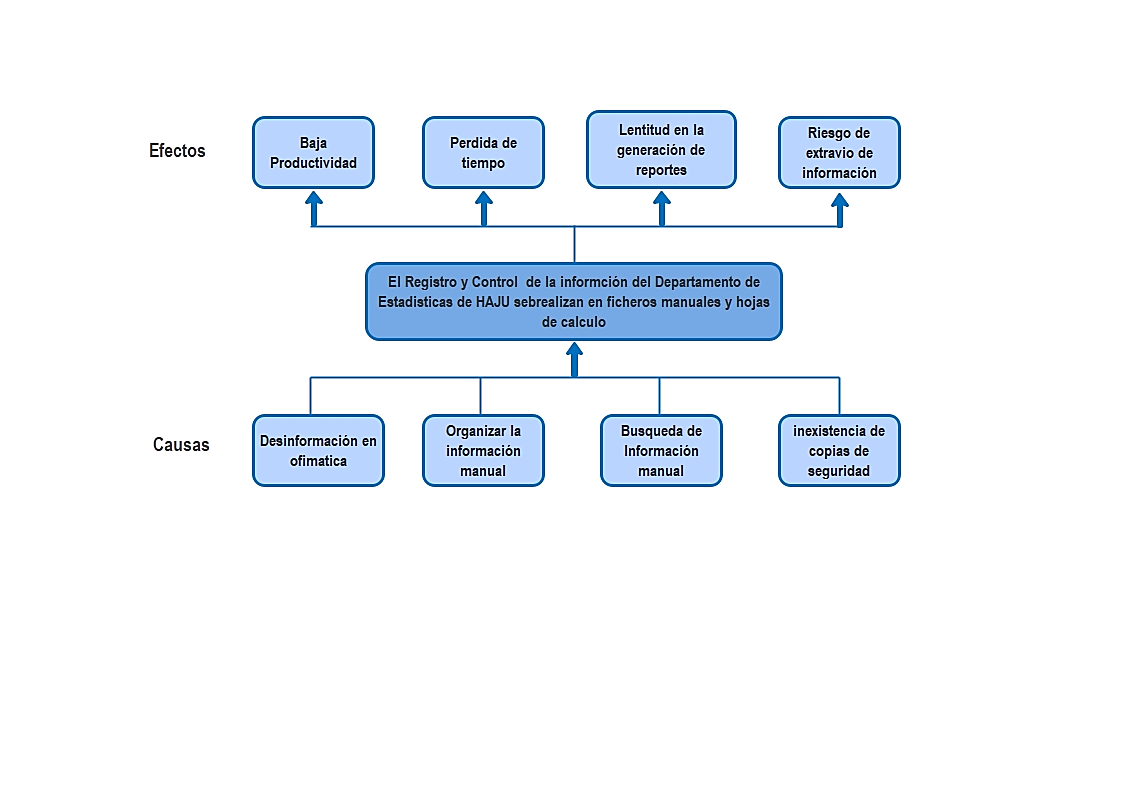 Efectos
Baja
Productividad
Perdida de
tiempo
Lentitud en la
generación de
reportes
Riesgo de
extravio de
información
El Registro y Control de la informción del Departamento de
Estadisticas de HAJU sebrealizan en ficheros manuales y hojas
de calculo
Causas
Desinformación en
ofimatica
Organizar la
información
manual
Busqueda de
Información
manual
inexistencia de
copias de
seguridad